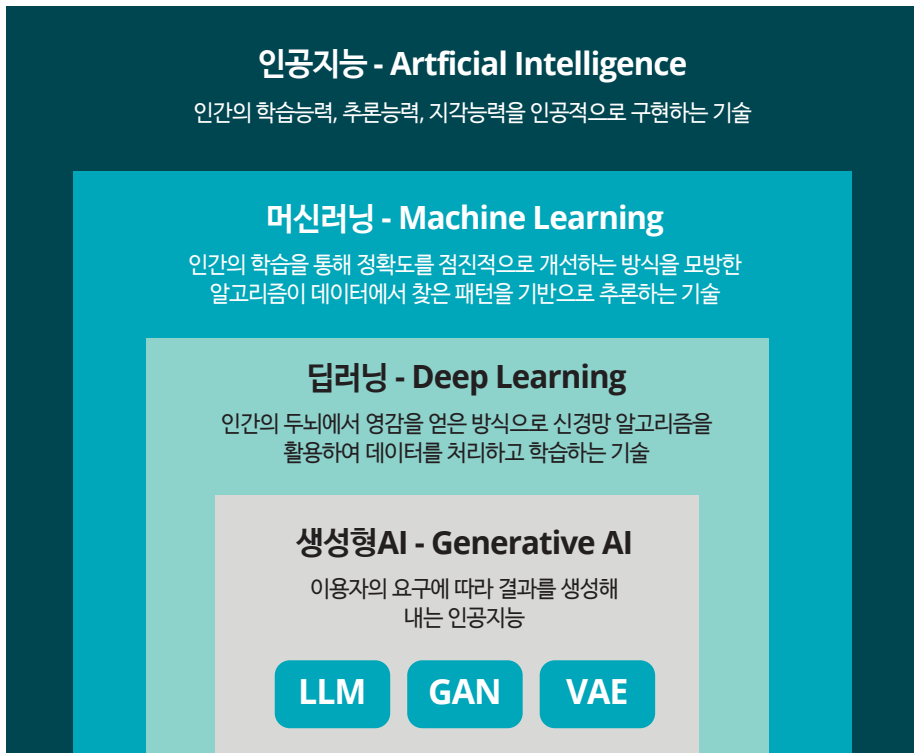 인공지능 - Artficial Intelligence
인간의 학습능력, 추론능력, 지각능력을 인공적으로 구현하는 기술
머신러닝 - Machine Learning
인간의 학습을 통해 정확도를 점진적으로 개선하는 방식을 모방한
알고리즘이 데이터에서 찾은 패턴을 기반으로 추론하는 기술
딥러닝 - Deep Learning
인간의 두뇌에서 영감을 얻은 방식으로 신경망 알고리즘을
활용하여 데이터를 처리하고 학습하는 기술
생성형AI - Generative AI
이용자의 요구에 따라 결과를 생성해
내는 인공지능
LLM GAN VAE